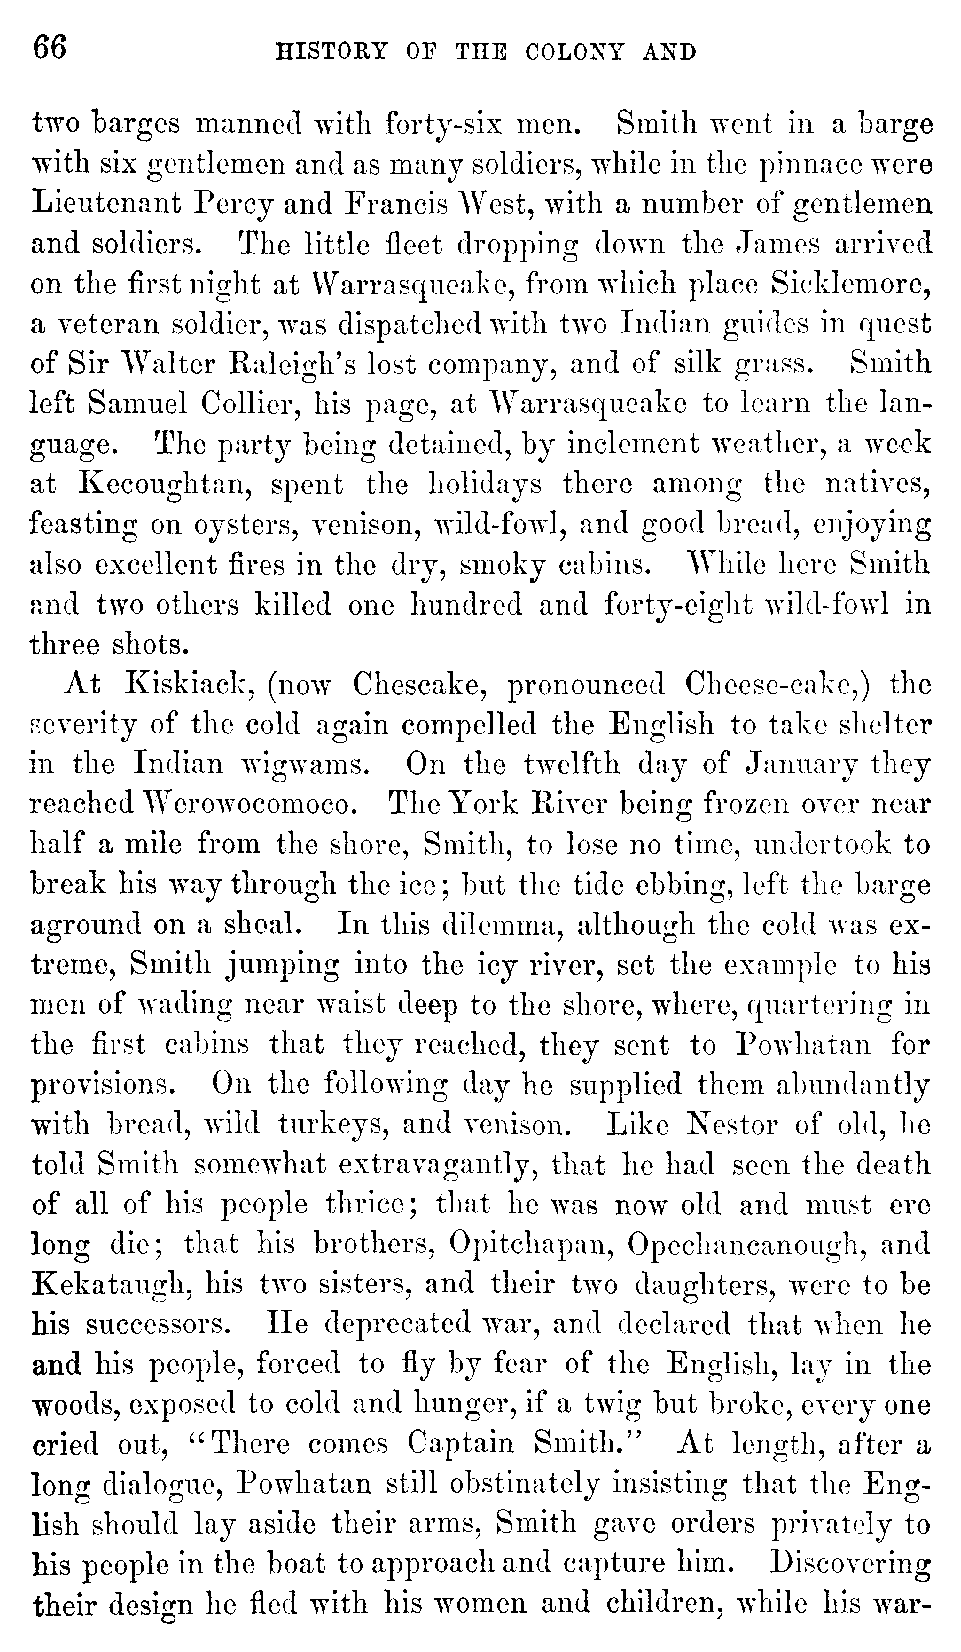 66 HISTORY OF THE COLONY AND
two barges manned with forty-six men. Smith went in a barge
with six gentlemen and as many soldiers, while in the pinnace were
Lieutenant Percy and Francis West, with a number of gentlemen
and soldiers. The little fleet dropping down the James arrived
on the first night at Warrasqueake, from which place Sicklemore,
a veteran soldier, was dispatched with two Indian guides in quest
of Sir Walter Raleigh's lost company, and of silk grass. Smith
left Samuel Collier, his page, at Warrasqueake to learn the lan-
guage. The party being detained, by inclement weather, a week
at Kecoughtan, spent the holidays there among the natives,
feasting on oysters, venison, wild-fowl, and good bread, enjoying
also excellent fires in the dry, smoky cabins. While here Smith
and two others killed one hundred and forty-eight wild-fowl in
three shots.
At Kiskiack, (now Chescake, pronounced Cheese-cake,) the
severity of the cold again compelled the English to take shelter
in the Indian wigwams. On the twelfth day of January they
reached Werowocomoco. The York River being frozen over near
half a mile from the shore, Smith, to lose no time, undertook to
break his way through the ice; but the tide ebbing, left the barge
aground on a shoal. In this dilemma, although the cold was ex-
treme, Smith jumping into the icy river, set the example to his
men of wading near waist deep to the shore, where, quartering in
the first cabins that they reached, they sent to Powhatan for
provisions. On the following day he supplied them abundantly
with bread, wild turkeys, and venison. Like Nestor of old, he
told Smith somewhat extravagantly, that he had seen the death
of all of his people thrice; that he was now old and must ere
long die; that his brothers, Opitchapan, Opechancanough, and
Kekataugh, his two sisters, and their two daughters, were to be
his successors. He deprecated war, and declared that when he
and his people, forced to fly by fear of the English, lay in the
woods, exposed to cold and hunger, if a twig but broke, every one
cried out, "There comes Captain Smith." At length, after a
long dialogue, Powhatan still obstinately insisting that the Eng-
lish should lay aside their arms, Smith gave orders privately to
his people in the boat to approach and capture him. Discovering
their design he fled with his women and children, while his war-